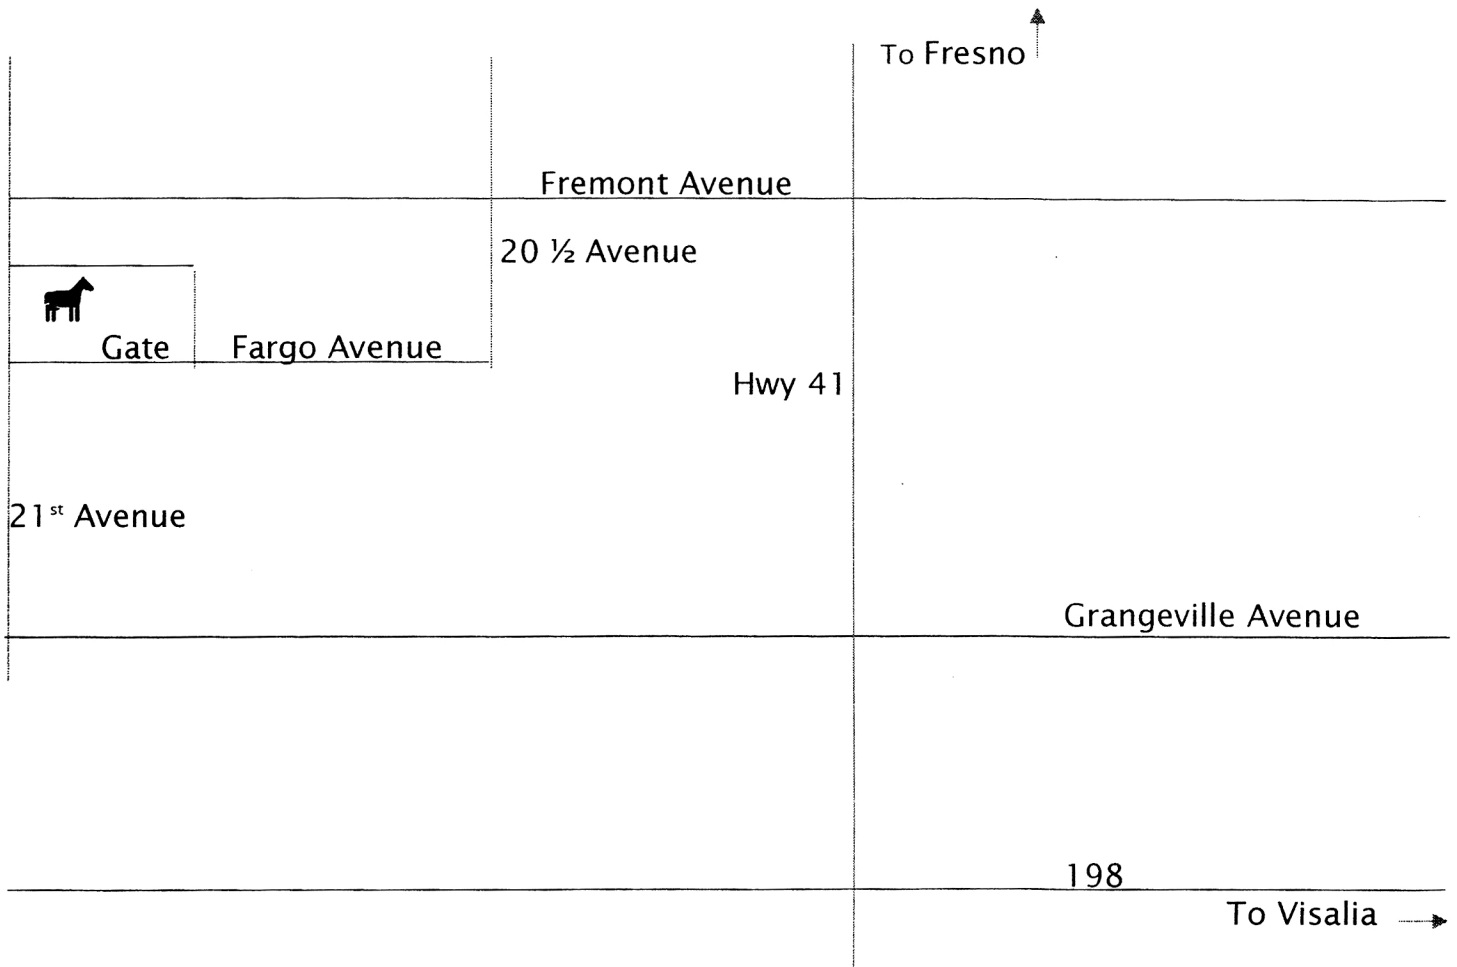 To Fresno
Fremont Avenue
20 ½ Avenue
Gate
Fargo Avenue
Hwy 41
21st Avenue
Grangeville Avenue
198
To Visalia